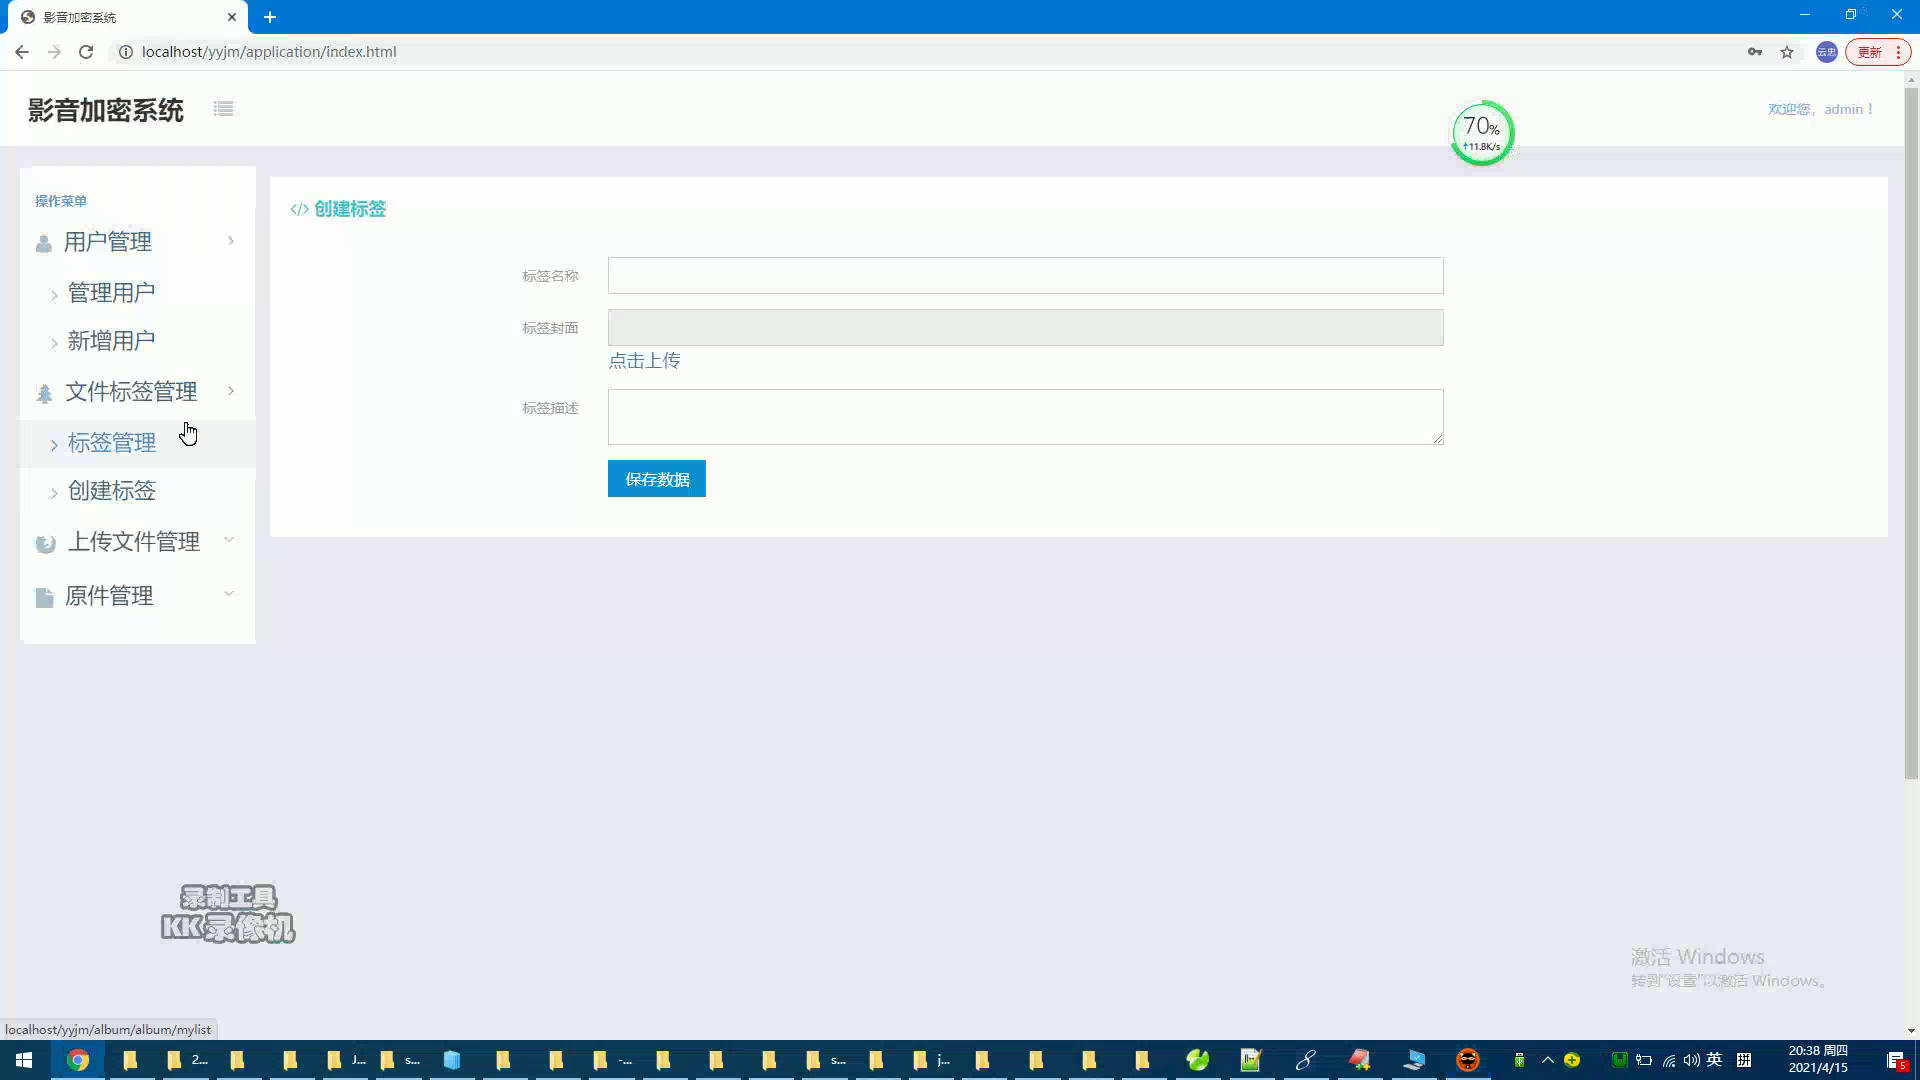 影音加密系统
localhost/yyjm/application/index.html
更新
影音加密系统
欢迎您，admin！
70%
↑11.8K/s
操作菜单
用户管理
管理用户
新增用户
文件标签管理
标签管理
创建标签
上传文件管理
原件管理
</> 创建标签
标签名称
标签封面
点击上传
标签描述
保存数据
录制工具
KK录像机
激活 Windows
转到"设置"以激活 Windows。
localhost/yyjm/album/album/mylist
2...
J...
s...
-...
s...
j...
英
拼
20:38 周四
2021/4/15
5